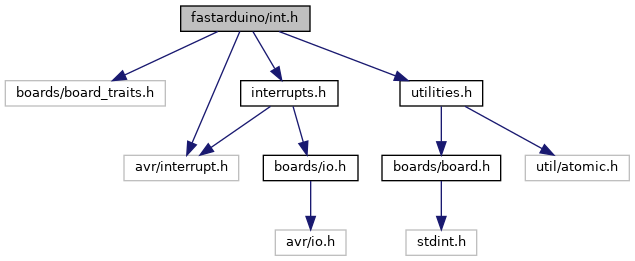 fastarduino/int.h
boards/board_traits.h
interrupts.h
utilities.h
avr/interrupt.h
boards/io.h
boards/board.h
util/atomic.h
avr/io.h
stdint.h